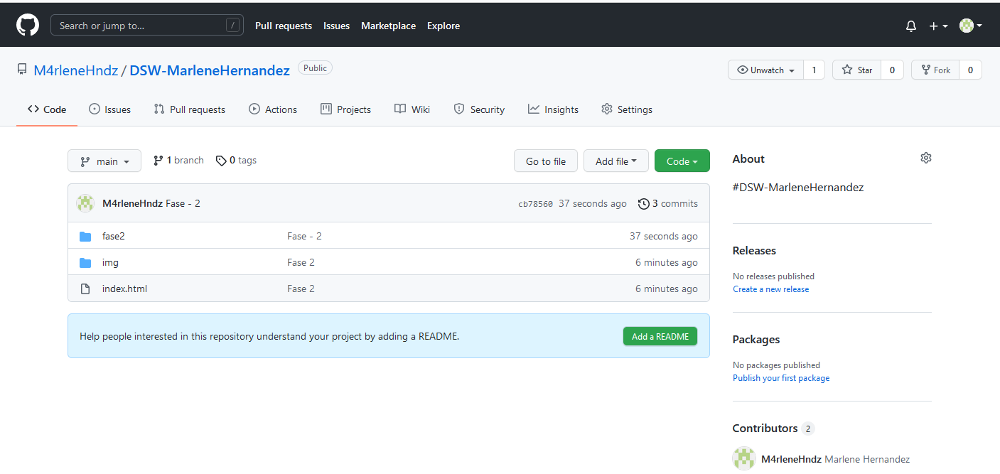 Search or jump to... /
Pull requests Issues Marketplace Explore
M4rleneHndz / DSW-MarleneHernandez Public
Unwatch 1 Star 0 Fork 0
Code Issues Pull requests Actions Projects Wiki Security Insights Settings
main 1 branch 0 tags Go to file Add file Code
M4rleneHndz Fase - 2 cb78560 37 seconds ago 3 commits
fase2 Fase - 2 37 seconds ago
img Fase 2 6 minutes ago
index.html Fase 2 6 minutes ago
Help people interested in this repository understand your project by adding a README. Add a README
About
#DSW-MarleneHernandez
Releases
No releases published
Create a new release
Packages
No packages published
Publish your first package
Contributors 2
M4rleneHndz Marlene Hernandez